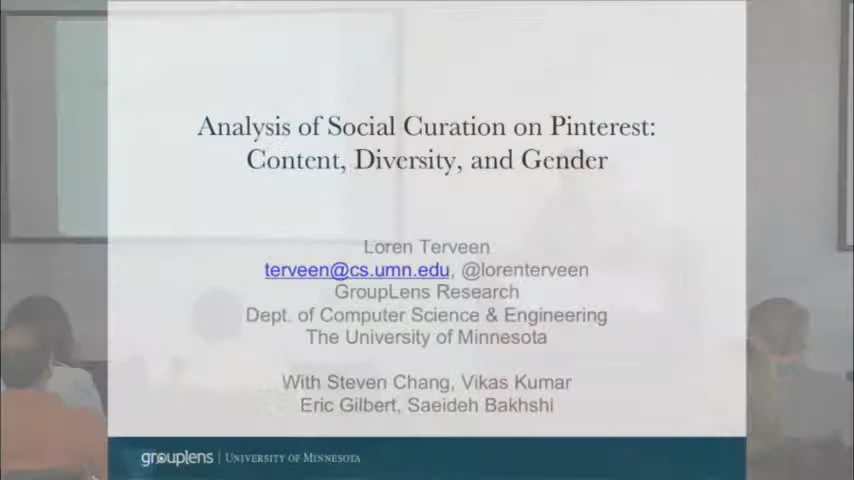 Analysis of Social Curation on Pinterest:
Content, Diversity, and Gender
Loren Terveen
terveen@cs.umn.edu, @lorenterveen
GroupLens Research
Dept. of Computer Science & Engineering
The University of Minnesota
With Steven Chang, Vikas Kumar
Eric Gilbert, Saeideh Bakhshi
grouplens | UNIVERSITY OF MINNESOTA